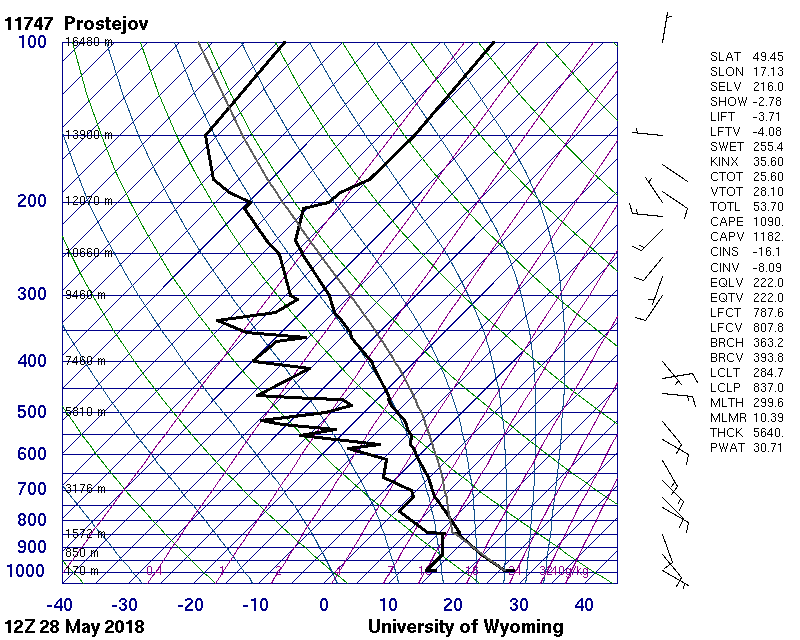 11747 Prostejov
100
16480 m
13900 m
200
12070 m
10660 m
300
9460 m
400
7460 m
500
5810 m
600
700
3176 m
800
1572 m
900
850 m
1000
170 m
0.4
1
2
4
7
10
16
24
32
40g/kg
-40 -30 -20 -10 0 10 20 30 40
12Z 28 May 2018
University of Wyoming
SLAT 49.45
SLON 17.13
SELV 216.0
SHOW -2.78
LIFT -3.71
LFTV -4.08
SWET 255.4
KINX 35.60
CTOT 25.60
VTOT 28.10
TOTL 53.70
CAPE 1090.
CAPV 1182.
CINS -16.1
CINV -8.09
EQLV 222.0
EQTV 222.0
LFCT 787.6
LFCV 807.8
BRCH 363.2
BRCV 393.8
LCLT 284.7
LCLP 837.0
MLTH 299.6
MLMR 10.39
THCK 5640.
PWAT 30.71